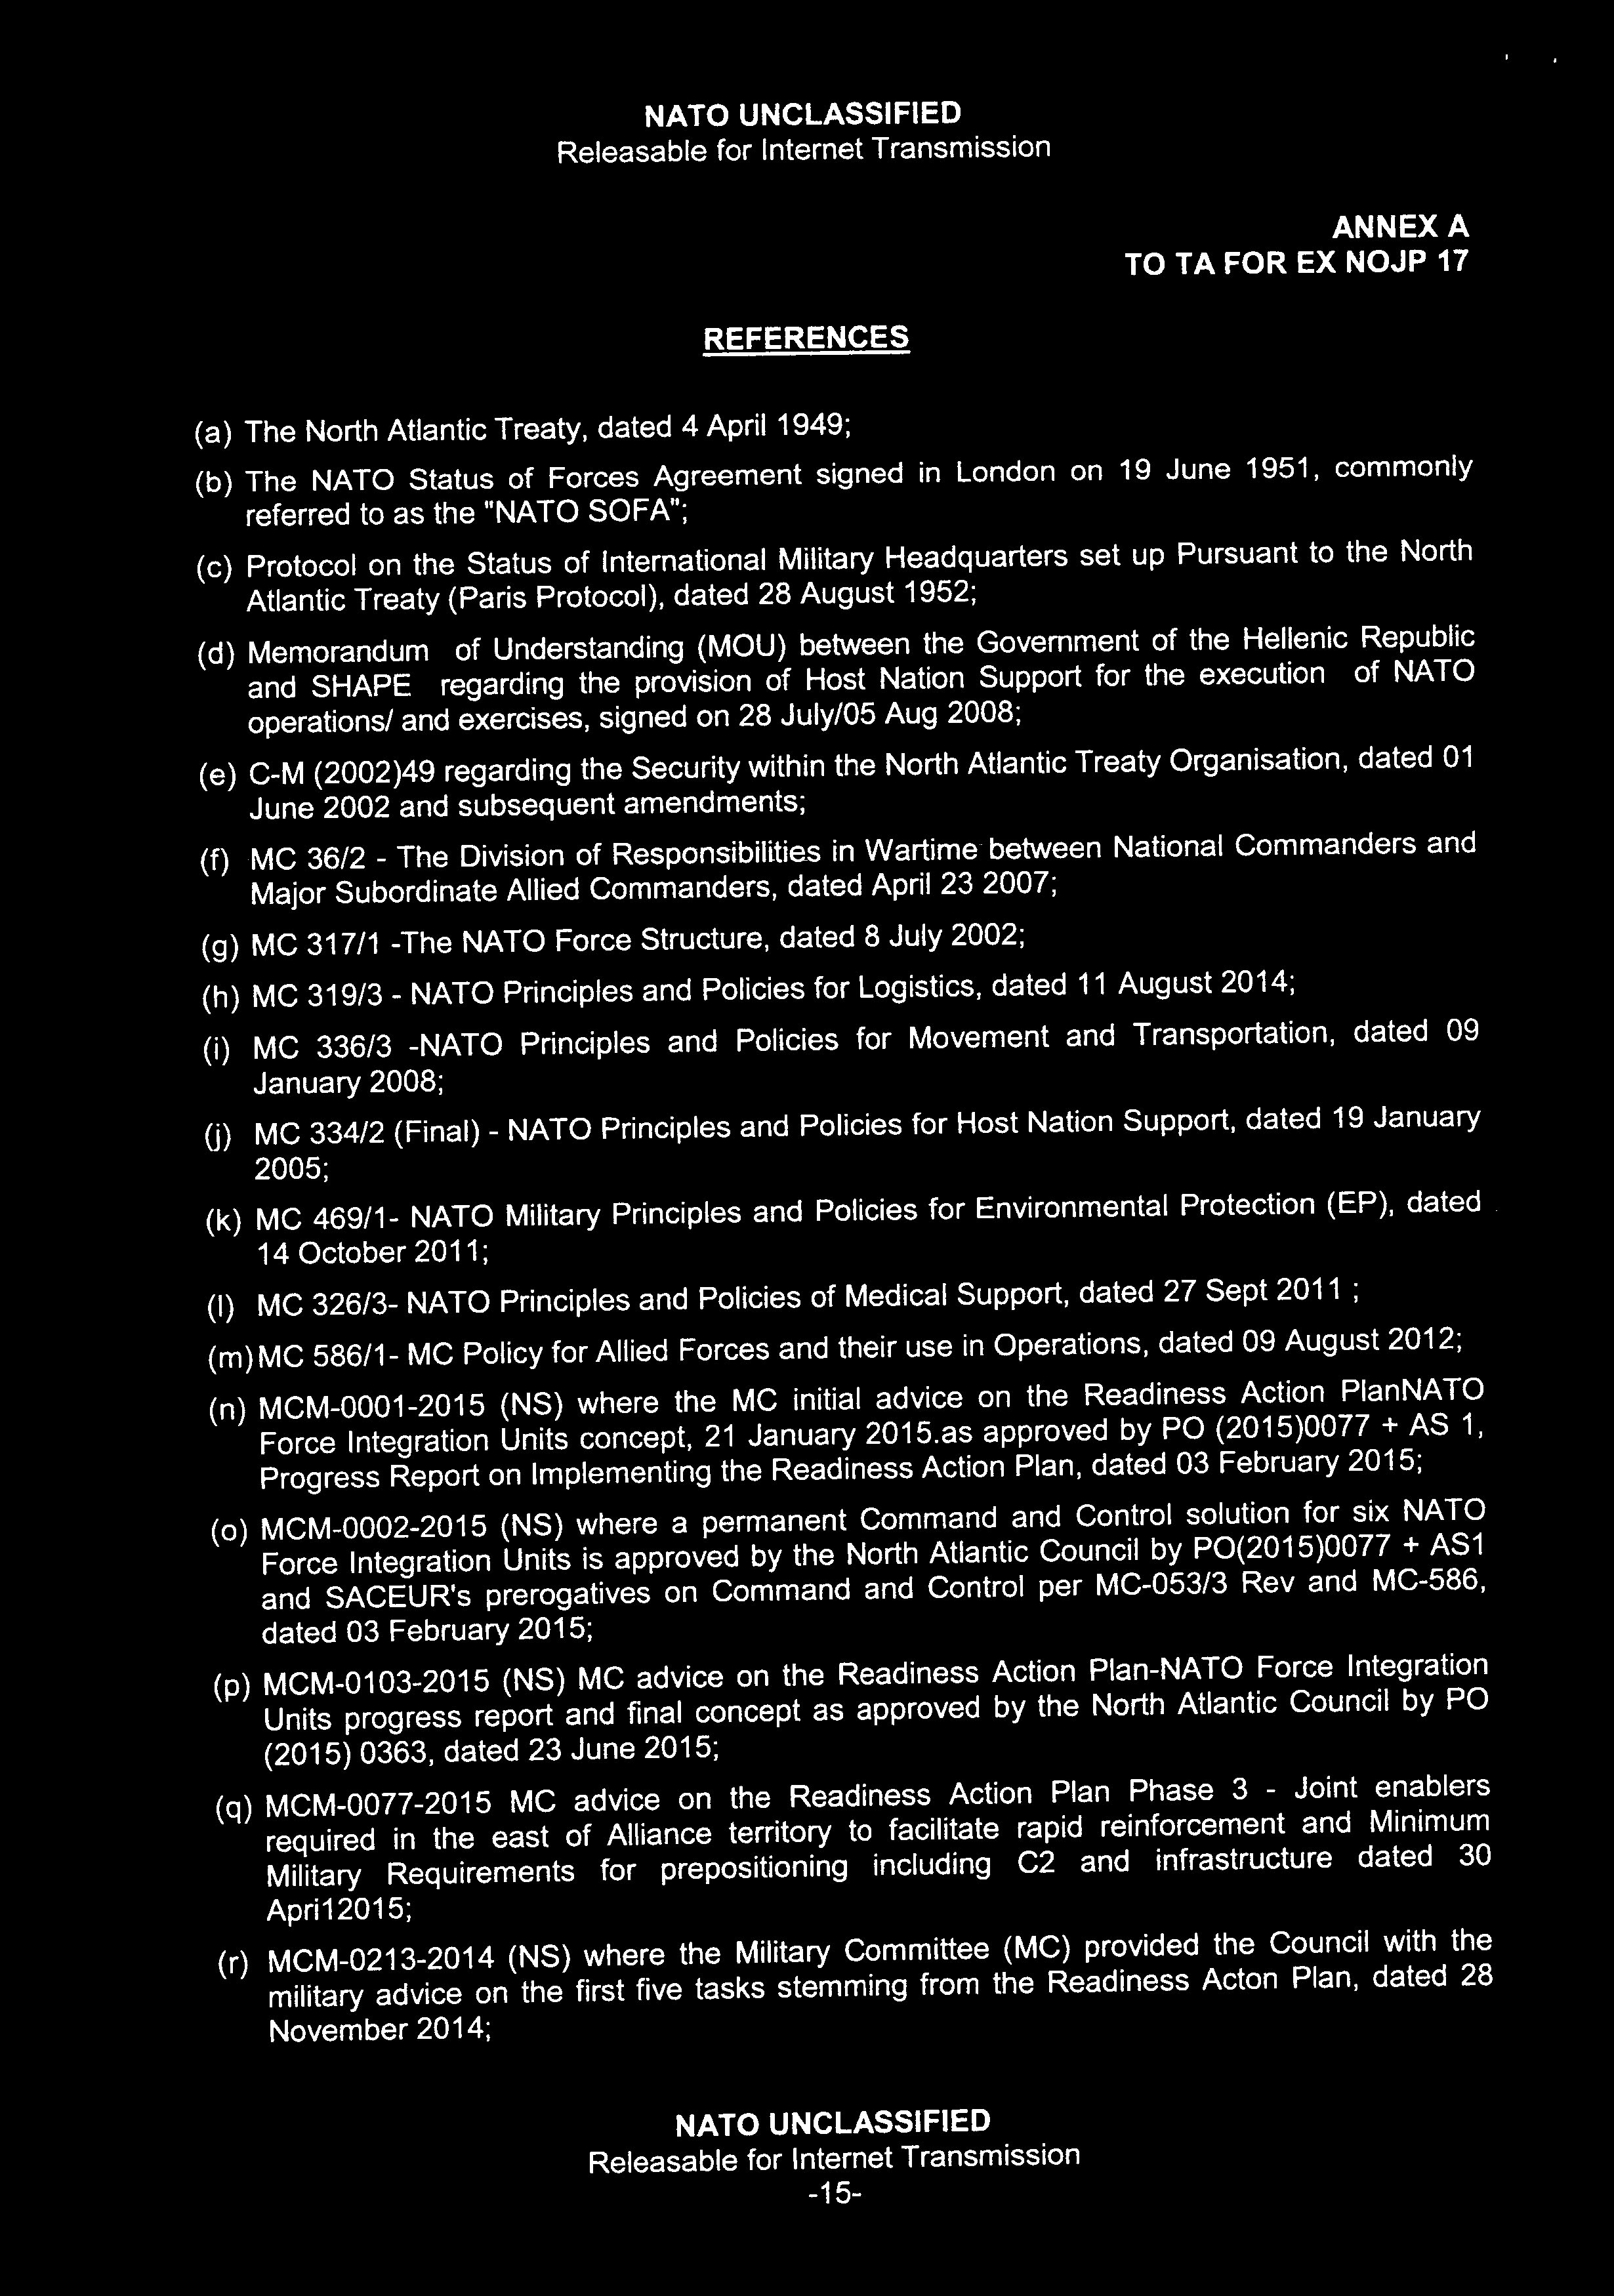 NATO UNCLASSIFIED
Releasable for Internet Transmission
ANNEX A
TO TA FOR EX NOJP 17
REFERENCES
(a) The North Atlantic Treaty, dated 4 April 1949;
(b) The NATO Status of Forces Agreement signed in London on 19 June 1951, commonly
referred to as the "NATO SOFA";
(c) Protocol on the Status of International Military Headquarters set up Pursuant to the North
Atlantic Treaty (Paris Protocol), dated 28 August 1952;
(d) Memorandum of Understanding (MOU) between the Government of the Hellenic Republic
and SHAPE regarding the provision of Host Nation Support for the execution of NATO
operations/ and exercises, signed on 28 July/05 Aug 2008;
(e) C-M (2002)49 regarding the Security within the North Atlantic Treaty Organisation, dated 01
June 2002 and subsequent amendments;
(f) MC 36/2 - The Division of Responsibilities in Wartime between National Commanders and
Major Subordinate Allied Commanders, dated April 23 2007;
(g) MC 317/1 -The NATO Force Structure, dated 8 July 2002;
(h) MC 319/3 - NATO Principles and Policies for Logistics, dated 11 August 2014;
(i) MC 336/3 -NATO Principles and Policies for Movement and Transportation, dated 09
January 2008;
(j) MC 334/2 (Final) - NATO Principles and Policies for Host Nation Support, dated 19 January
2005;
(k) MC 469/1- NATO Military Principles and Policies for Environmental Protection (EP), dated
14 October 2011;
(l) MC 326/3- NATO Principles and Policies of Medical Support, dated 27 Sept 2011 ;
(m)MC 586/1- MC Policy for Allied Forces and their use in Operations, dated 09 August 2012;
(n) MCM-0001-2015 (NS) where the MC initial advice on the Readiness Action PlanNATO
Force Integration Units concept, 21 January 2015.as approved by PO (2015)0077 + AS 1,
Progress Report on Implementing the Readiness Action Plan, dated 03 February 2015;
(o) MCM-0002-2015 (NS) where a permanent Command and Control solution for six NATO
Force Integration Units is approved by the North Atlantic Council by PO(2015)0077 + AS1
and SACEUR's prerogatives on Command and Control per MC-053/3 Rev and MC-586,
dated 03 February 2015;
(p) MCM-0103-2015 (NS) MC advice on the Readiness Action Plan-NATO Force Integration
Units progress report and final concept as approved by the North Atlantic Council by PO
(2015) 0363, dated 23 June 2015;
(q) MCM-0077-2015 MC advice on the Readiness Action Plan Phase 3 - Joint enablers
required in the east of Alliance territory to facilitate rapid reinforcement and Minimum
Military Requirements for prepositioning including C2 and infrastructure dated 30
Apri12015;
(r) MCM-0213-2014 (NS) where the Military Committee (MC) provided the Council with the
military advice on the first five tasks stemming from the Readiness Acton Plan, dated 28
November 2014;
NATO UNCLASSIFIED
Releasable for Internet Transmission
-15-